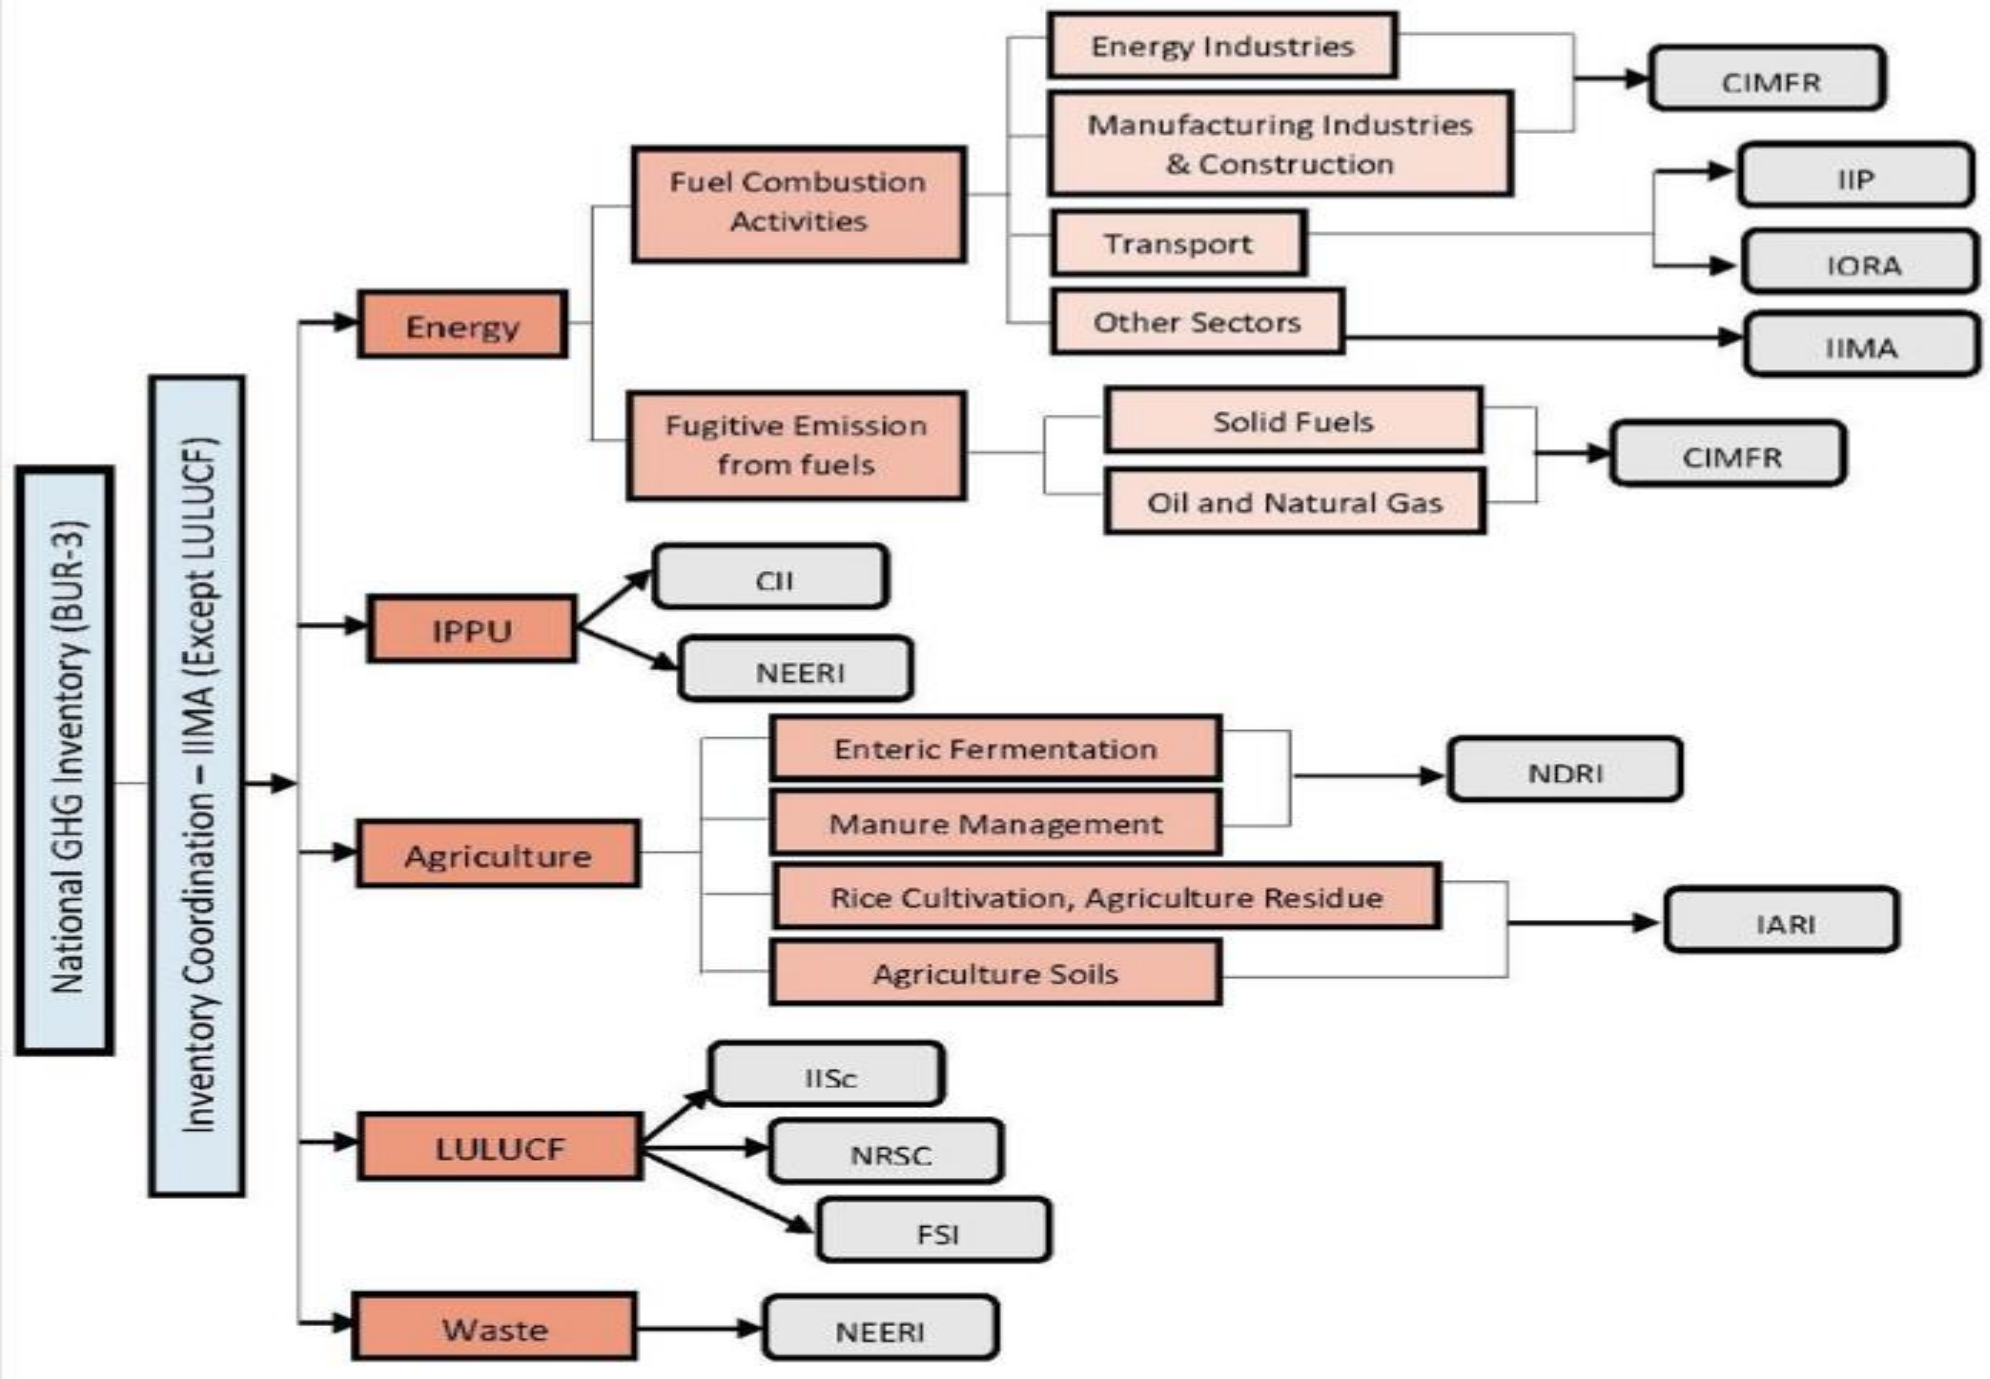 National GHG Inventory (BUR-3)
Inventory Coordination – IIMA (Except LULUCF)
Energy
Fuel Combustion
Activities
Energy Industries
Manufacturing Industries
& Construction
CIMFR
Transport
IIP
IORA
Other Sectors
IIMA
Fugitive Emission
from fuels
Solid Fuels
Oil and Natural Gas
CIMFR
IPPU
CII
NEERI
Agriculture
Enteric Fermentation
Manure Management
NDRI
Rice Cultivation, Agriculture Residue
Agriculture Soils
IARI
LULUCF
IISc
NRSC
FSI
Waste
NEERI